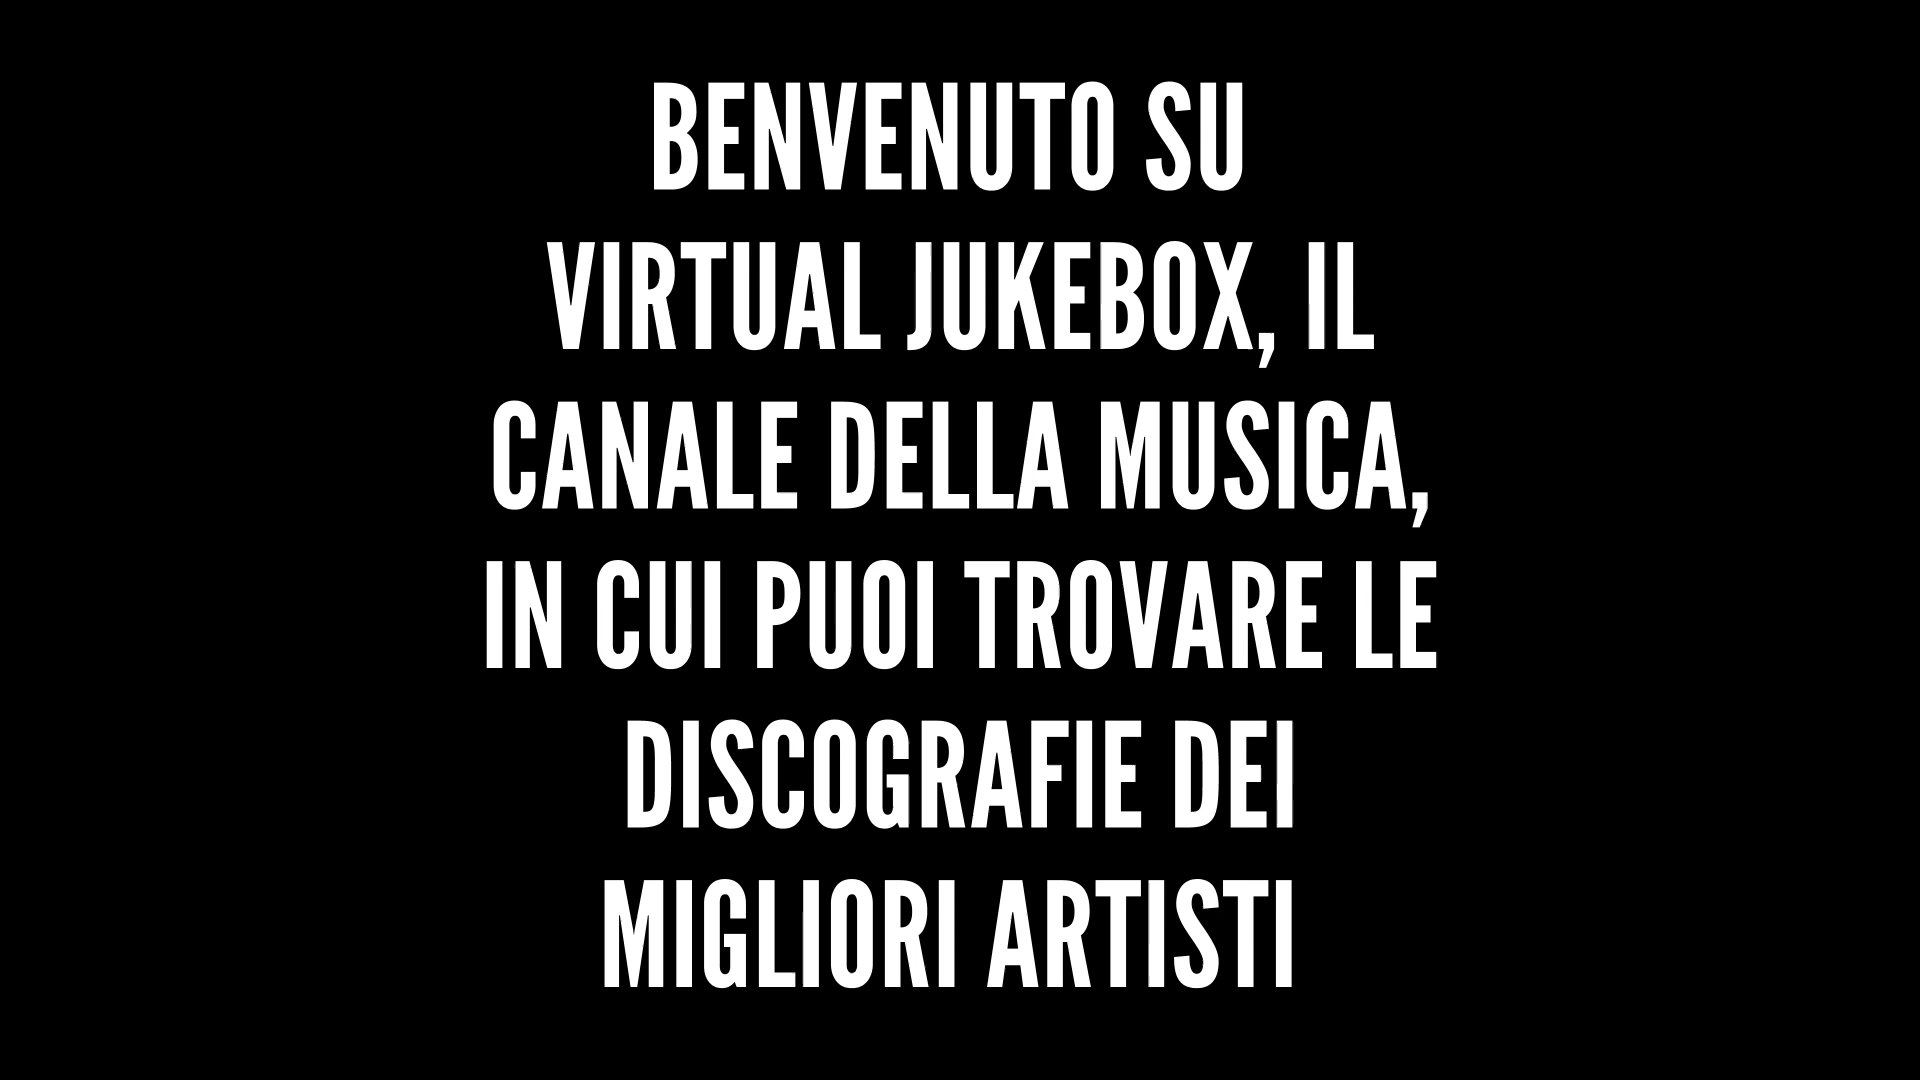 BENVENUTO SU
VIRTUAL JUKEBOX, IL
CANALE DELLA MUSICA,
IN CUI PUOI TROVARE LE
DISCOGRAFIE DEI
MIGLIORI ARTISTI